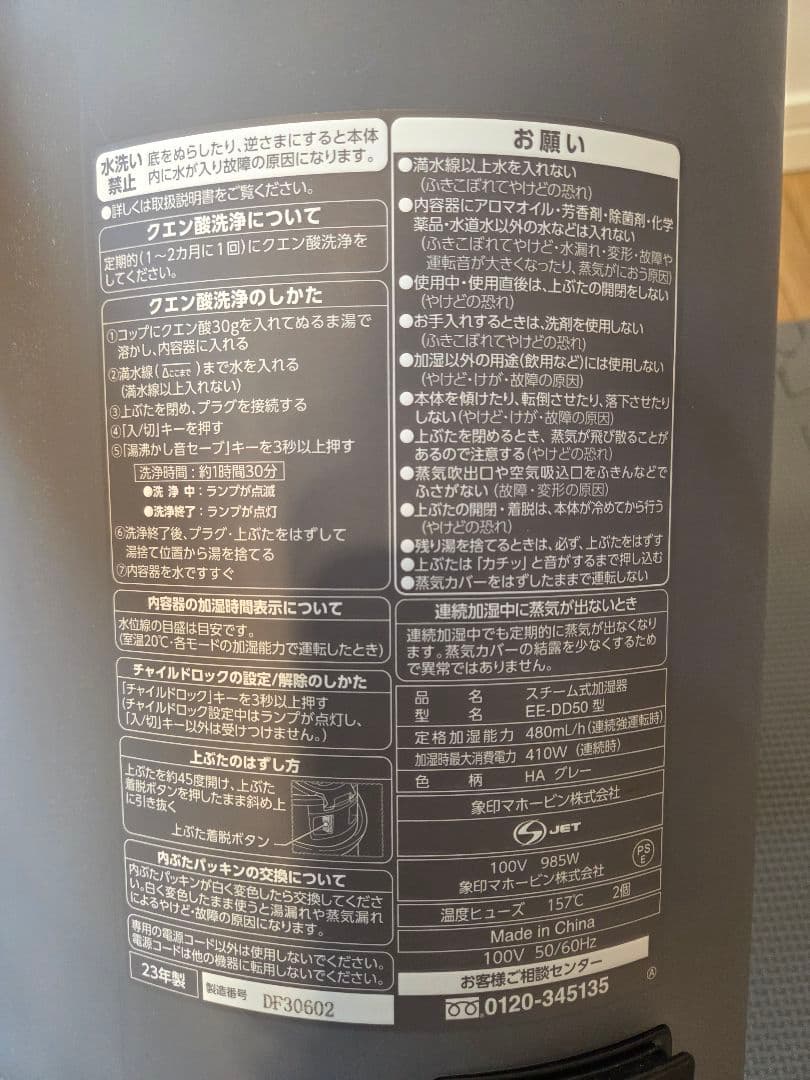 水洗い禁止
底をぬらしたり、逆さまにすると本体
内に水が入り故障の原因になります。
●詳しくは取扱説明書をご覧ください。
クエン酸洗浄について
定期的(1〜2カ月に1回)にクエン酸洗浄を
してください。
クエン酸洗浄のしかた
①コップにクエン酸30gを入れてぬるま湯で
溶かし、内容器に入れる
②満水線(△ここまで)まで水を入れる
(満水線以上入れない)
③上ぶたを閉め、プラグを接続する
④「入/切」キーを押す
⑤「湯沸かし音セーブ」キーを3秒以上押す
洗浄時間:約1時間30分
●洗浄中:ランプが点滅
●洗浄終了:ランプが点灯
⑥洗浄終了後、プラグ・上ぶたをはずして
湯捨て位置から湯を捨てる
⑦内容器を水ですすぐ
内容器の加湿時間表示について
水位線の目盛は目安です。
(室温20℃・各モードの加湿能力で運転したとき)
チャイルドロックの設定/解除のしかた
「チャイルドロック」キーを3秒以上押す
(チャイルドロック設定中はランプが点灯し、
「入/切」キー以外は受けつけません。)
上ぶたのはずし方
上ぶたを約45度開け、上ぶた
着脱ボタンを押したまま斜め上
に引き抜く
上ぶた着脱ボタン
内ぶたパッキンの交換について
内ぶたパッキンが白く変色したら交換してくださ
い。白く変色したまま使うと湯漏れや蒸気漏れ
によるやけど・故障の原因になります。
専用の電源コード以外は使用しないでください。
電源コードは他の機器に転用しないでください。
23年製
製造番号 DF30602
お願い
●満水線以上水を入れない
(ふきこぼれてやけどの恐れ)
●内容器にアロマオイル・芳香剤・除菌剤・化学
薬品・水道水以外の水などは入れない
(ふきこぼれてやけど・水漏れ・変形・故障や
運転音が大きくなったり、蒸気がにおう原因)
●使用中・使用直後は、上ぶたの開閉をしない
(やけどの恐れ)
●お手入れするときは、洗剤を使用しない
(ふきこぼれてやけどの恐れ)
●加湿以外の用途(飲用など)には使用しない
(やけど・けが・故障の原因)
●本体を傾けたり、転倒させたり、落下させたり
しない(やけど・けが・故障の原因)
●上ぶたを閉めるとき、蒸気が飛び散ることが
あるので注意する(やけどの恐れ)
●蒸気吹出口や空気吸込口をふきんなどで
ふさがない(故障・変形の原因)
●上ぶたの開閉・着脱は、本体が冷めてから行う
(やけどの恐れ)
●残り湯を捨てるときは、必ず、上ぶたをはずす
●上ぶたは「カチッ」と音がするまで押し込む
●蒸気カバーをはずしたままで運転しない
連続加湿中に蒸気が出ないとき
連続加湿中でも定期的に蒸気が出なくなり
ます。蒸気カバーの結露を少なくするため
で異常ではありません。
品名 スチーム式加湿器
型名 EE-DD50型
定格加湿能力 480mL/h(連続強運転時)
加湿時最大消費電力 410W(連続時)
色柄 HA グレー
象印マホービン株式会社
JET
100V 985W
象印マホービン株式会社
PS
E
温度ヒューズ 157℃ 2個
Made in China
100V 50/60Hz
お客様ご相談センター
0120-345135
A